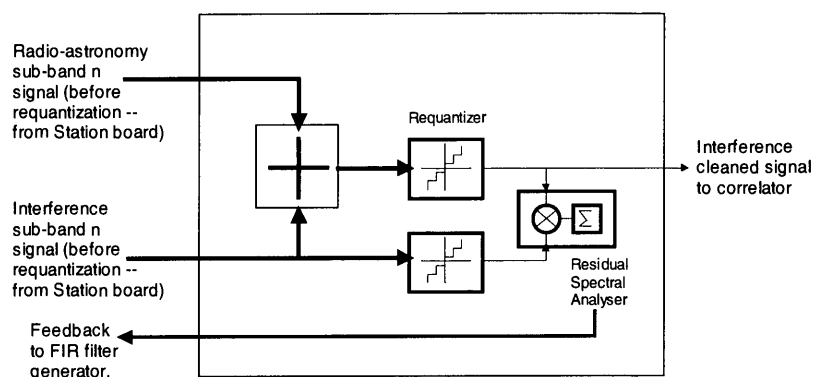 Radio-astronomy
sub-band n
signal (before
requantization --
from Station board)
Requantizer
Interference
cleaned signal
to correlator
Interference
sub-band n
signal (before
requantization --
from Station board)
Σ
Residual
Spectral
Analyser
Feedback
to FIR filter
generator.